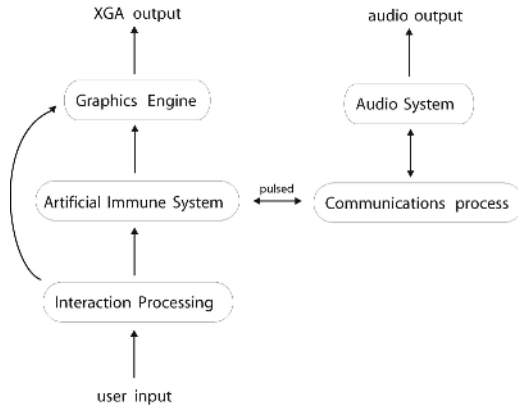 XGA output
audio output
Graphics Engine
Audio System
Artificial Immune System
pulsed
Communications process
Interaction Processing
user input